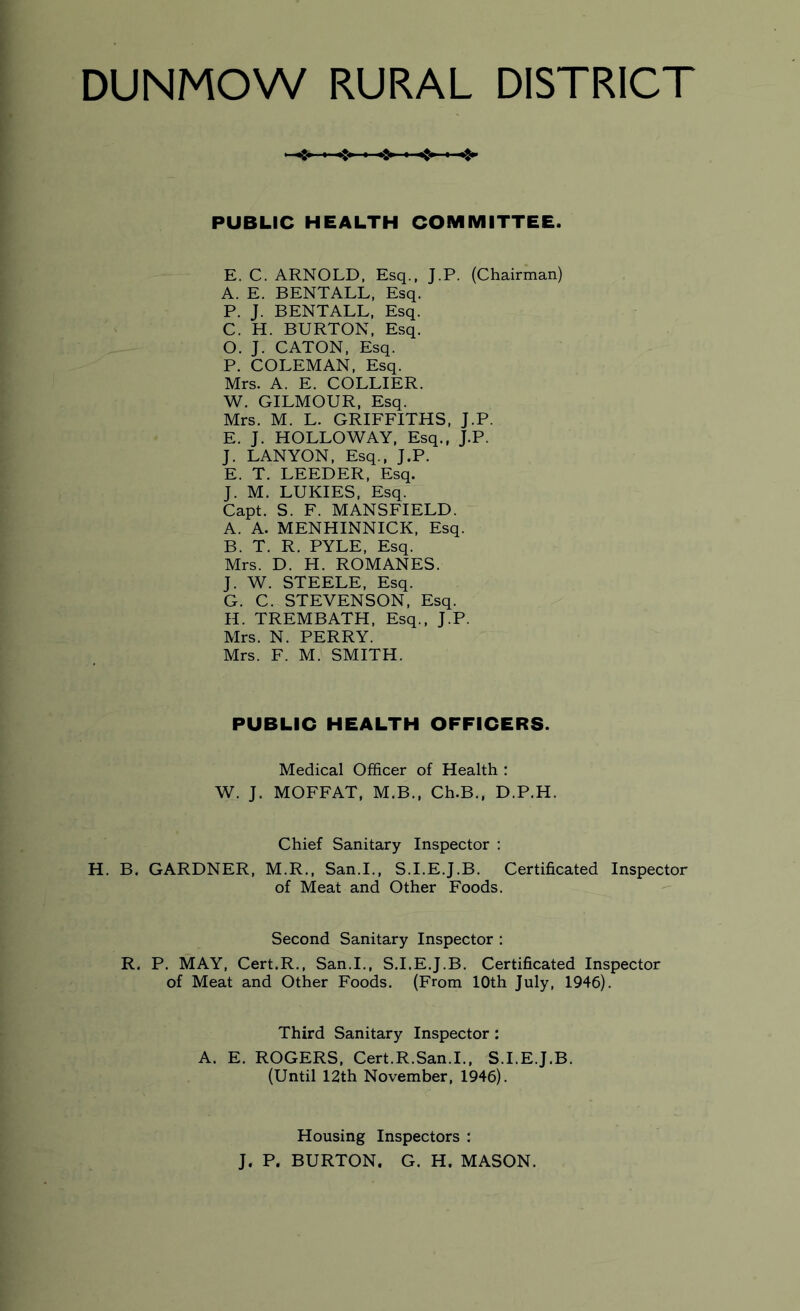 DUNMOW RURAL DISTRICT
PUBLIC HEALTH COMMITTEE.
E. C. ARNOLD, Esq., J.P. (Chairman)
A. E. BENTALL, Esq.
P. J. BENTALL, Esq.
C. H. BURTON, Esq.
O. J. CATON, Esq.
P. COLEMAN, Esq.
Mrs. A. E. COLLIER.
W. GILMOUR, Esq.
Mrs. M. L. GRIFFITHS, J.P.
E. J. HOLLOWAY, Esq., J.P.
J. LANYON, Esq., J.P.
E. T. LEEDER, Esq.
J. M. LUKIES, Esq.
Capt. S. F. MANSFIELD.
A. A. MENHINNICK, Esq.
B. T. R. PYLE, Esq.
Mrs. D. H. ROMANES.
J. W. STEELE, Esq.
G. C. STEVENSON, Esq.
H. TREMBATH, Esq., J.P.
Mrs. N. PERRY.
Mrs. F. M. SMITH.
PUBLIC HEALTH OFFICERS.
Medical Officer of Health :
W. J. MOFFAT, M.B., Ch.B., D.P.H.
Chief Sanitary Inspector :
H. B. GARDNER, M.R., San.I., S.I.E.J.B. Certificated Inspector
of Meat and Other Foods.
Second Sanitary Inspector :
R. P. MAY, Cert.R., San.I., S.I.E.J.B. Certificated Inspector
of Meat and Other Foods. (From 10th July, 1946).
Third Sanitary Inspector :
A. E. ROGERS, Cert.R.San.I., S.I.E.J.B.
(Until 12th November, 1946).
Housing Inspectors :
J. P. BURTON. G. H. MASON.